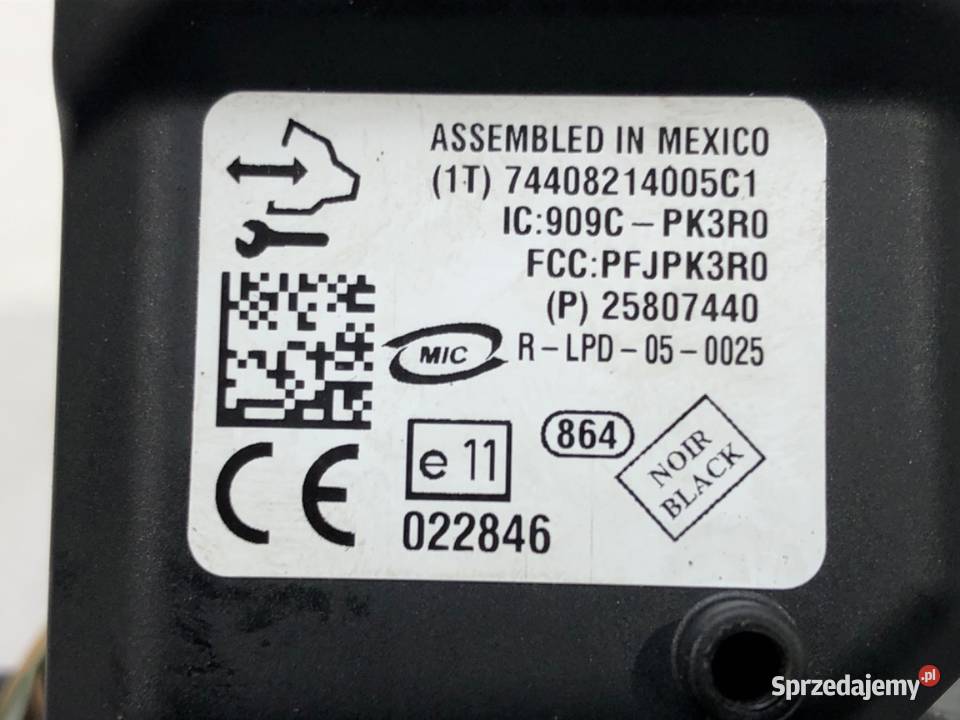 ASSEMBLED IN MEXICO
(1T) 74408214005C1
IC:909C-PK3R0
FCC:PFJPK3R0
(P) 25807440
MIC R-LPD-05-0025
864
e 11
NOIR
BLACK
CE
022846
Sprzedajemy.pl